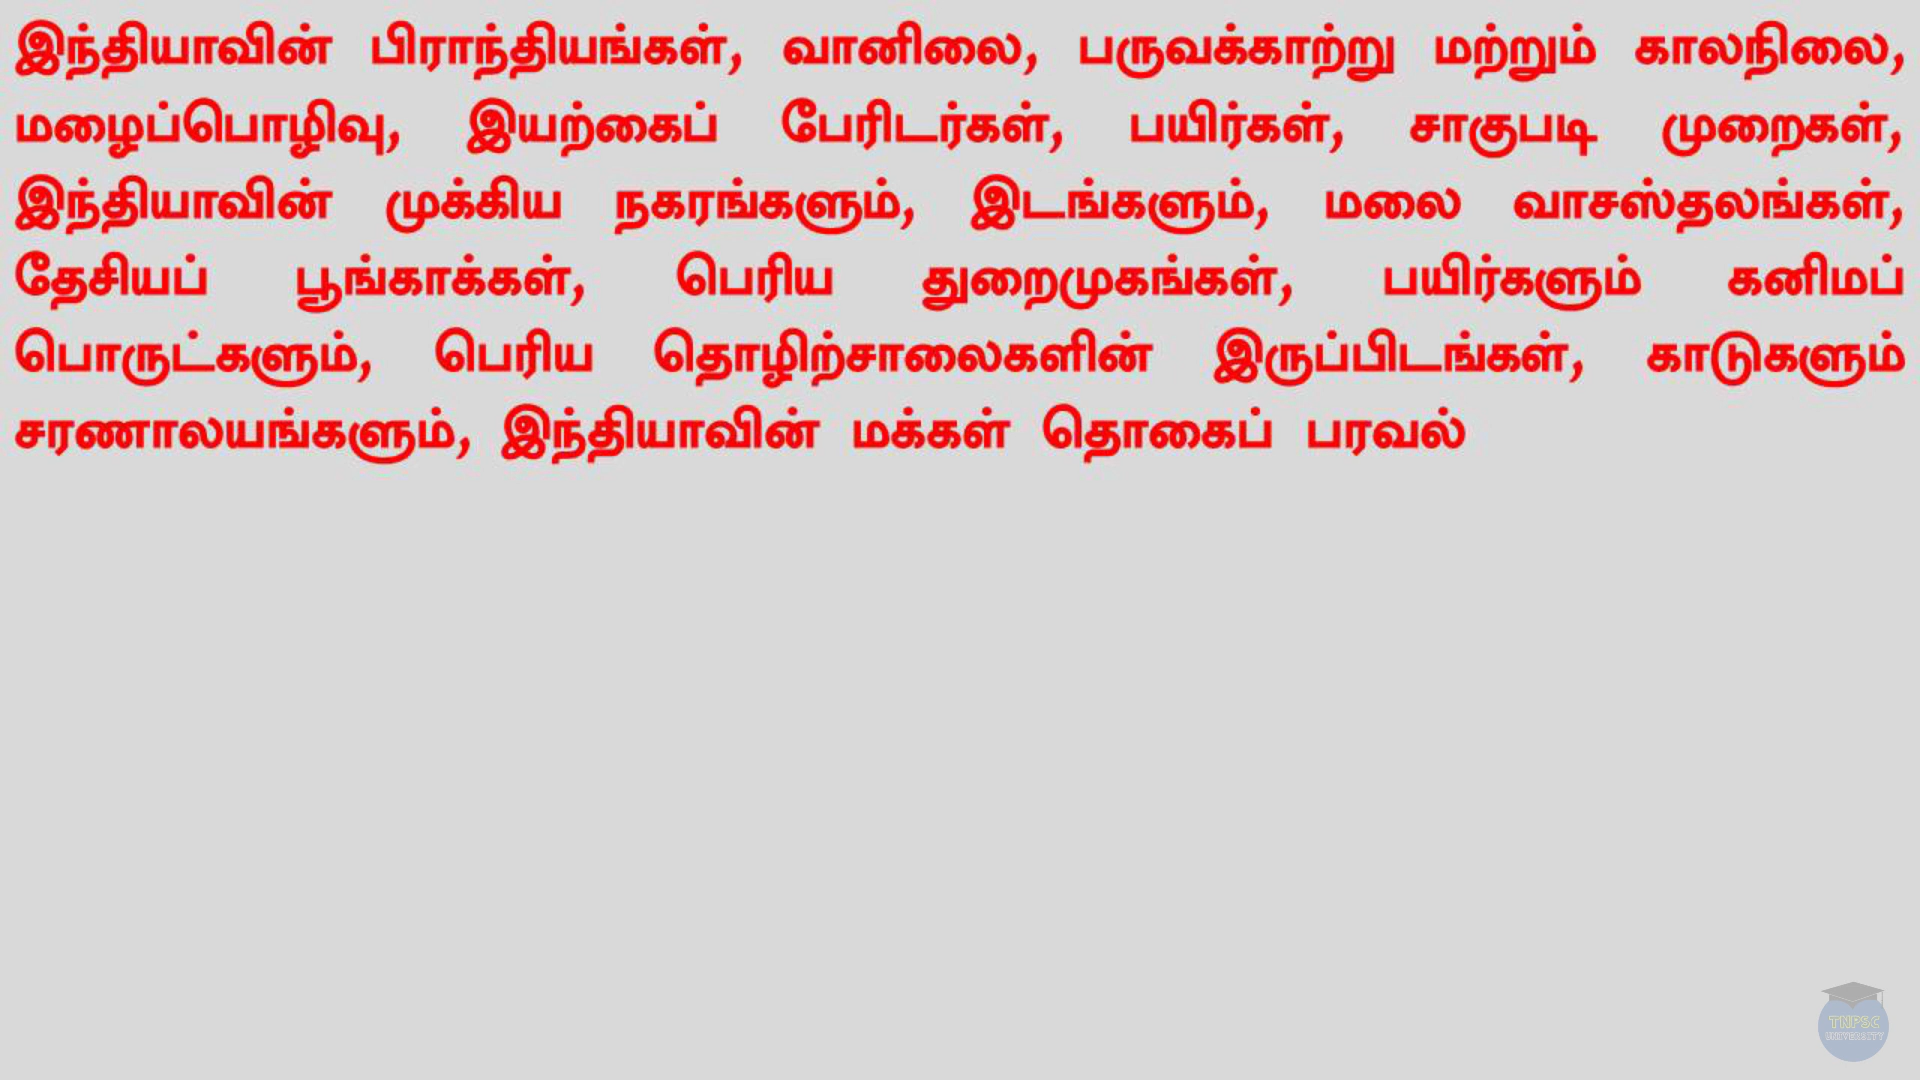 இந்தியாவின் பிராந்தியங்கள், வானிலை, பருவக்காற்று மற்றும் காலநிலை,
மழைப்பொழிவு, இயற்கைப் பேரிடர்கள், பயிர்கள், சாகுபடி முறைகள்,
இந்தியாவின் முக்கிய நகரங்களும், இடங்களும், மலை வாசஸ்தலங்கள்,
தேசியப் பூங்காக்கள், பெரிய துறைமுகங்கள், பயிர்களும் கனிமப்
பொருட்களும், பெரிய தொழிற்சாலைகளின் இருப்பிடங்கள், காடுகளும்
சரணாலயங்களும், இந்தியாவின் மக்கள் தொகைப் பரவல்
TNPSC
UNIVERSITY